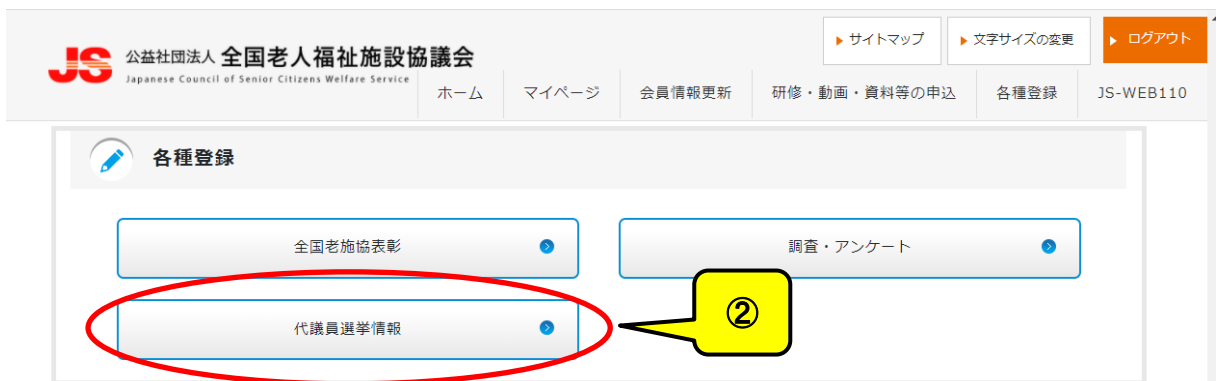 JS 公益社団法人 全国老人福祉施設協議会
Japanese Council of Senior Citizens Welfare Service
サイトマップ
文字サイズの変更
ログアウト
ホーム マイページ 会員情報更新 研修・動画・資料等の申込 各種登録 JS-WEB110
各種登録
全国老施協表彰
調査・アンケート
代議員選挙情報
②